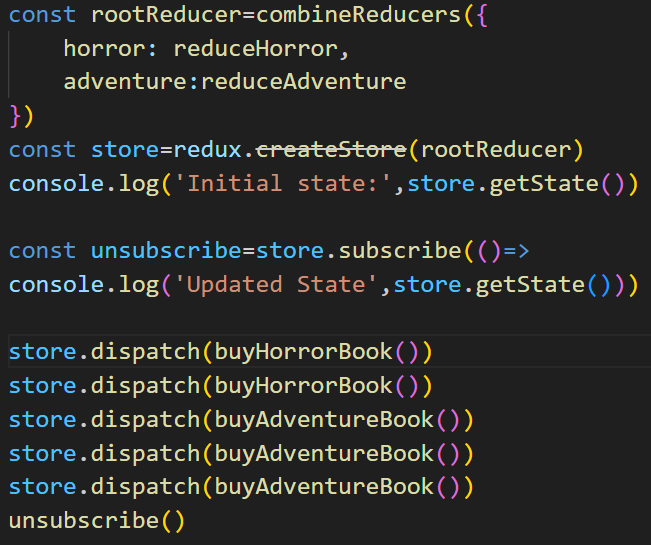 const rootReducer=combineReducers({
    horror: reduceHorror,
    adventure:reduceAdventure
})
const store=redux.createStore(rootReducer)
console.log('Initial state:',store.getState())
const unsubscribe=store.subscribe(()=>
console.log('Updated State',store.getState()))
store.dispatch(buyHorrorBook())
store.dispatch(buyHorrorBook())
store.dispatch(buyAdventureBook())
store.dispatch(buyAdventureBook())
store.dispatch(buyAdventureBook())
unsubscribe()